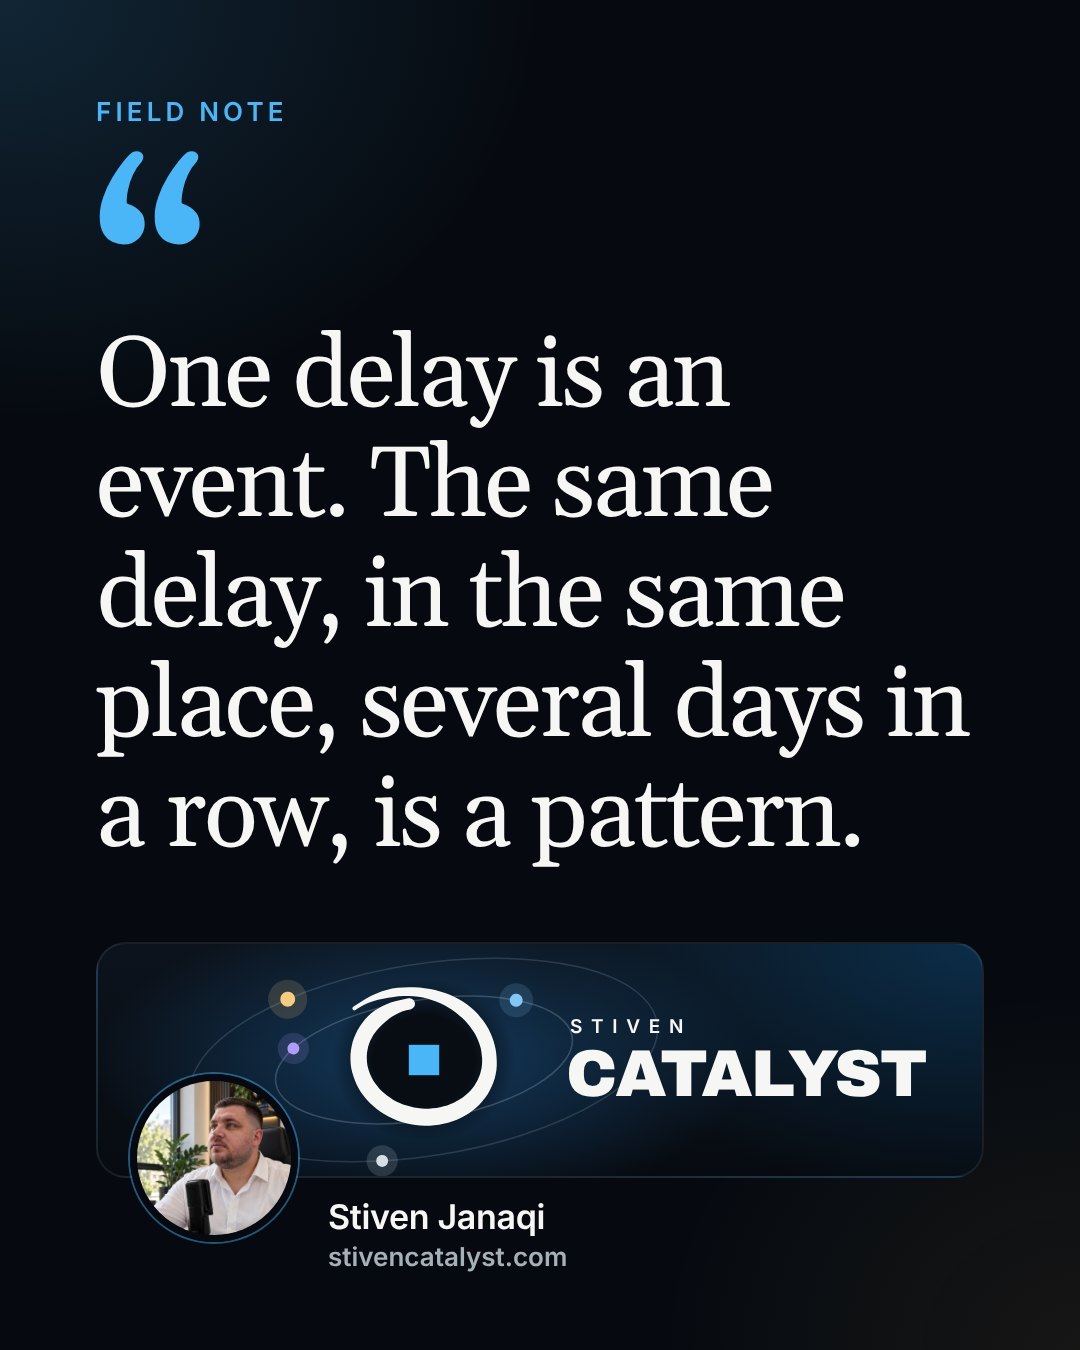 FIELD NOTE
“
One delay is an
event. The same
delay, in the same
place, several days in
a row, is a pattern.
STIVEN
CATALYST
Stiven Janaqi
stivencatalyst.com